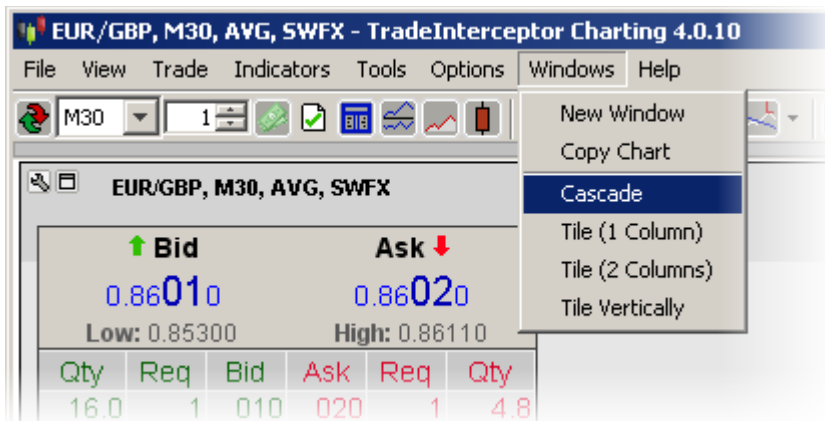 EUR/GBP, M30, AVG, SWFX - TradeInterceptor Charting 4.0.10
File View Trade Indicators Tools Options Windows Help
M30 1
New Window
Copy Chart
Cascade
Tile (1 Column)
Tile (2 Columns)
Tile Vertically
EUR/GBP, M30, AVG, SWFX
Bid Ask
0.86010 0.86020
Low: 0.85300 High: 0.86110
Qty Req Bid Ask Req Qty
16.0 1 010 020 1 4.8